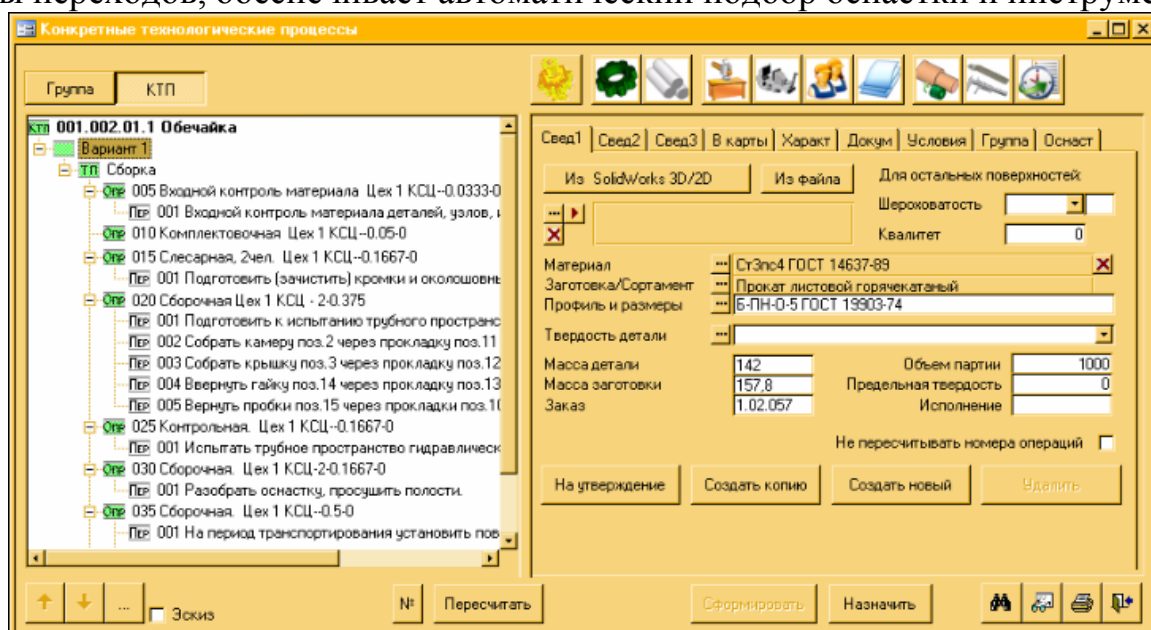 ы переходов, обеспечивает автоматический подбор оснастки и инструме
Конкретные технологические процессы
Группа КТП
КТП 001.002.01.1 Обечайка
Вариант 1
ТП Сборка
Опр 005 Входной контроль материала Цех 1 КСЦ--0.0333-0
Пер 001 Входной контроль материала деталей, узлов,
Опр 010 Комплектовочная Цех 1 КСЦ--0.05-0
Опр 015 Слесарная, 2чел. Цех 1 КСЦ--0.1667-0
Пер 001 Подготовить (зачистить) кромки и околошовн
Опр 020 Сборочная Цех 1 КСЦ - 2-0.375
Пер 001 Подготовить к испытанию трубного пространс
Пер 002 Собрать камеру поз.2 через прокладку поз.11
Пер 003 Собрать крышку поз.3 через прокладку поз.12
Пер 004 Ввернуть гайку поз.14 через прокладку поз.13
Пер 005 Вернуть пробки поз.15 через прокладки поз.1
Опр 025 Контрольная. Цех 1 КСЦ--0.1667-0
Пер 001 Испытать трубное пространство гидравлическ
Опр 030 Сборочная. Цех 1 КСЦ-2-0.1667-0
Пер 001 Разобрать оснастку, просушить полости.
Опр 035 Сборочная. Цех 1 КСЦ--0.5-0
Пер 001 На период транспортирования установить пов
... Эскиз № Пересчитать
Свед1 Свед2 Свед3 В карты Характ Докум Условия Группа Оснаст
Из SolidWorks 3D/2D Из файла Для остальных поверхностей:
Шероховатость
Квалитет 0
Материал ... Ст3пс4 ГОСТ 14637-89
Заготовка/Сортамент ... Прокат листовой горячекатаный
Профиль и размеры ... Б-ПН-О-5 ГОСТ 19903-74
Твердость детали ...
Масса детали 142 Объем партии 1000
Масса заготовки 157,8 Предельная твердость 0
Заказ 1.02.057 Исполнение
Не пересчитывать номера операций
На утверждение Создать копию Создать новый Удалить
Сформировать Назначить